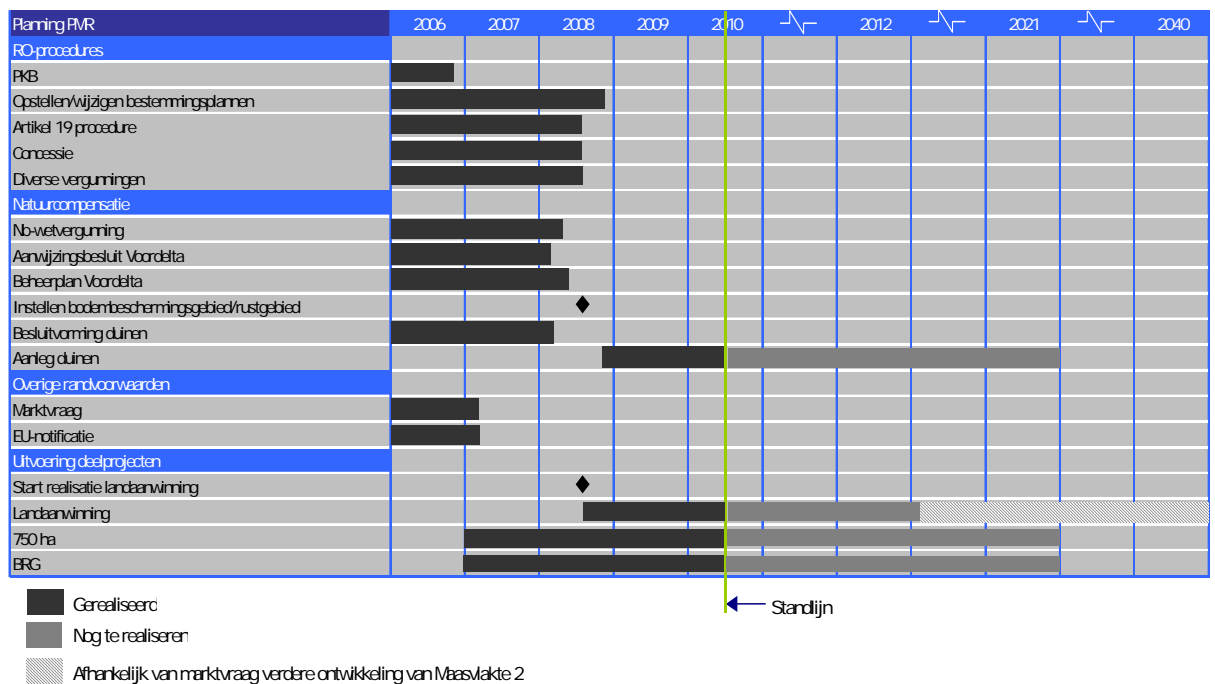 Planning PMR 2006 2007 2008 2009 2010 2012 2021 2040
RO-procedures
PKB
Opstellen/wijzigen bestemmingsplannen
Artikel 19 procedure
Concessie
Diverse vergunningen
Natuurcompensatie
Nb-wetvergunning
Aanwijzingsbesluit Voordelta
Beheerplan Voordelta
Instellen bodembeschermingsgebied/rustgebied
Besluitvorming duinen
Aanleg duinen
Overige randvoorwaarden
Marktvraag
EU-notificatie
Uitvoering deelprojecten
Start realisatie landaanwinning
Landaanwinning
750 ha
BRG
Gerealiseerd
Standlijn
Nog te realiseren
Afhankelijk van marktvraag verdere ontwikkeling van Maasvlakte 2